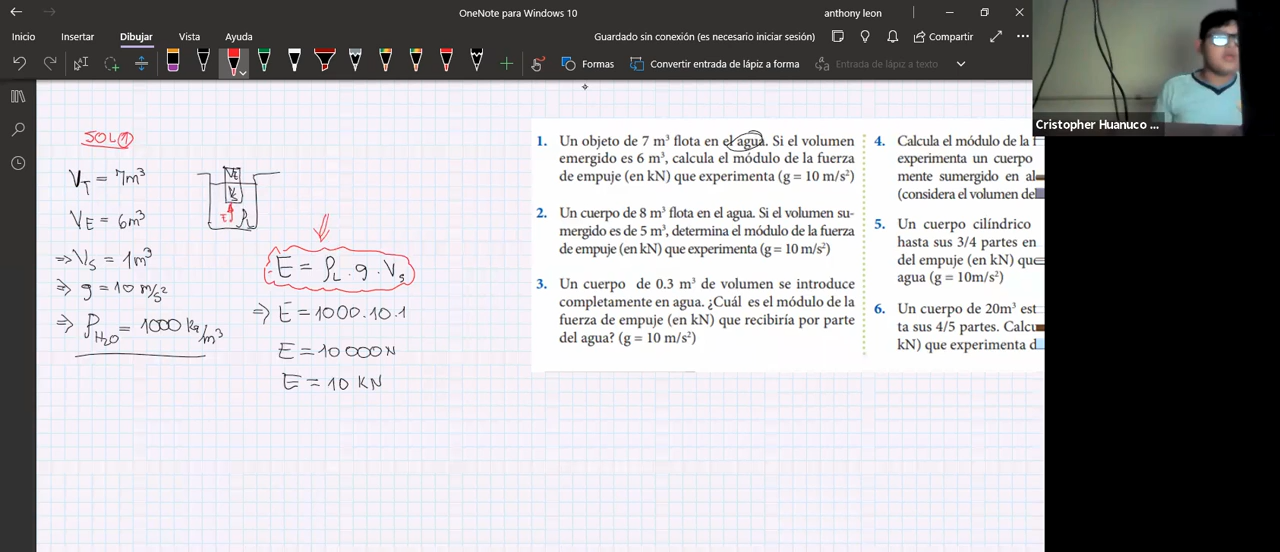 OneNote para Windows 10
anthony leon
Inicio
Insertar
Dibujar
Vista
Ayuda
Guardado sin conexión (es necesario iniciar sesión)
Compartir
Formas
Convertir entrada de lápiz a forma
Entrada de lápiz a texto
Cristopher Huanuco ...
SOL 1
V_T = 7m³
V_E = 6m³
⇒ V_S = 1m³
⇒ g = 10 m/s²
⇒ ρ_H2O = 1000 kg/m³
V_E
V_S
E
ρ_L
E = ρ_L . g . V_S
⇒ E = 1000.10.1
E = 10 000 N
E = 10 KN
1. Un objeto de 7 m³ flota en el agua. Si el volumen
emergido es 6 m³, calcula el módulo de la fuerza
de empuje (en kN) que experimenta (g = 10 m/s²)
2. Un cuerpo de 8 m³ flota en el agua. Si el volumen su-
mergido es de 5 m³, determina el módulo de la fuerza
de empuje (en kN) que experimenta (g = 10 m/s²)
3. Un cuerpo de 0.3 m³ de volumen se introduce
completamente en agua. ¿Cuál es el módulo de la
fuerza de empuje (en kN) que recibiría por parte
del agua? (g = 10 m/s²)
4. Calcula el módulo de la
experimenta un cuerpo
mente sumergido en al
(considera el volumen del
5. Un cuerpo cilíndrico
hasta sus 3/4 partes en
del empuje (en kN) que
agua (g = 10m/s²)
6. Un cuerpo de 20m³ est
ta sus 4/5 partes. Calcu
kN) que experimenta d